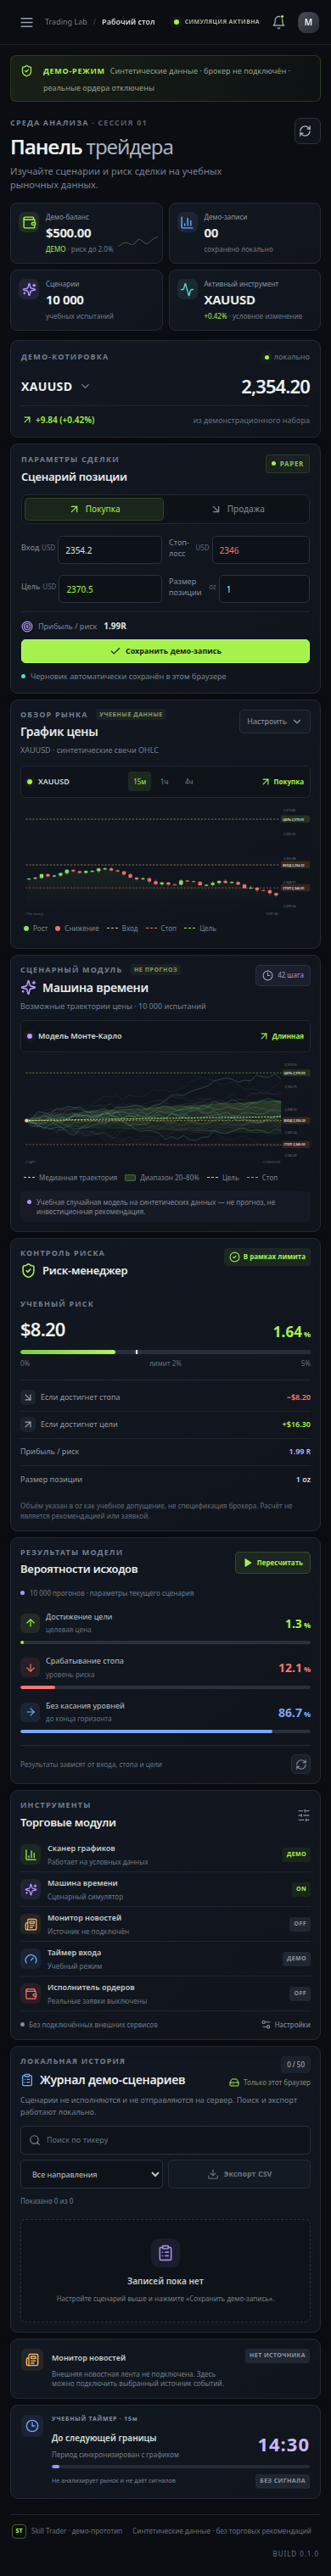 Trading Lab / Рабочий стол
СИМУЛЯЦИЯ АКТИВНА
M
ДЕМО-РЕЖИМ Синтетические данные · брокер не подключён · реальные ордера отключены
СРЕДА АНАЛИЗА · СЕССИЯ 01
Панель трейдера
Изучайте сценарии и риск сделки на учебных
рыночных данных.
Демо-баланс
$500.00
ДЕМО · риск до 2.0%
Демо-записи
00
сохранено локально
Сценарии
10 000
учебных испытаний
Активный инструмент
XAUUSD
+0.42% · условное изменение
ДЕМО-КОТИРОВКА
локально
XAUUSD
2,354.20
+9.84 (+0.42%)
из демонстрационного набора
ПАРАМЕТРЫ СДЕЛКИ
Сценарий позиции
PAPER
Покупка
Продажа
Вход USD 2354.2
Стоп-лосс USD 2346
Цель USD 2370.5
Размер позиции oz 1
Прибыль / риск 1.99R
Сохранить демо-запись
Черновик автоматически сохранён в этом браузере
ОБЗОР РЫНКА УЧЕБНЫЕ ДАННЫЕ
График цены
Настроить
XAUUSD · синтетические свечи OHLC
XAUUSD
15м 1ч 4ч
Покупка
Рост Снижение Вход Стоп Цель
СЦЕНАРНЫЙ МОДУЛЬ НЕ ПРОГНОЗ
Машина времени
42 шага
Возможные траектории цены · 10 000 испытаний
Модель Монте-Карло
Длинная
Медианная траектория Диапазон 20–80% Цель Стоп
Учебная случайная модель на синтетических данных — не прогноз, не
инвестиционная рекомендация.
КОНТРОЛЬ РИСКА
Риск-менеджер
В рамках лимита
УЧЕБНЫЙ РИСК
$8.20
1.64 %
0% лимит 2% 5%
Если достигнет стопа −$8.20
Если достигнет цели +$16.30
Прибыль / риск 1.99 R
Размер позиции 1 oz
Объём указан в oz как учебное допущение, не спецификация брокера. Расчёт не
является рекомендацией или заявкой.
РЕЗУЛЬТАТЫ МОДЕЛИ
Вероятности исходов
Пересчитать
10 000 прогонов · параметры текущего сценария
Достижение цели
целевая цена
1.3 %
Срабатывание стопа
уровень риска
12.1 %
Без касания уровней
до конца горизонта
86.7 %
Результаты зависят от входа, стопа и цели
ИНСТРУМЕНТЫ
Торговые модули
Сканер графиков
Работает на условных данных
ДЕМО
Машина времени
Сценарный симулятор
ON
Монитор новостей
Источник не подключён
OFF
Таймер входа
Учебный режим
ДЕМО
Исполнитель ордеров
Реальные заявки выключены
OFF
Без подключённых внешних сервисов
Настройки
ЛОКАЛЬНАЯ ИСТОРИЯ
Журнал демо-сценариев
0 / 50
Только этот браузер
Сценарии не исполняются и не отправляются на сервер. Поиск и экспорт
работают локально.
Поиск по тикеру
Все направления
Экспорт CSV
Показано 0 из 0
Записей пока нет
Настройте сценарий выше и нажмите «Сохранить демо-запись».
Монитор новостей
НЕТ ИСТОЧНИКА
Внешняя новостная лента не подключена. Здесь
можно подключить выбранный источник событий.
УЧЕБНЫЙ ТАЙМЕР · 15м
До следующей границы
Период синхронизирован с графиком
14:30
Не анализирует рынок и не даёт сигналов
БЕЗ СИГНАЛА
ST Skill Trader · демо-прототип
Синтетические данные · без торговых рекомендаций
BUILD 0.1.0